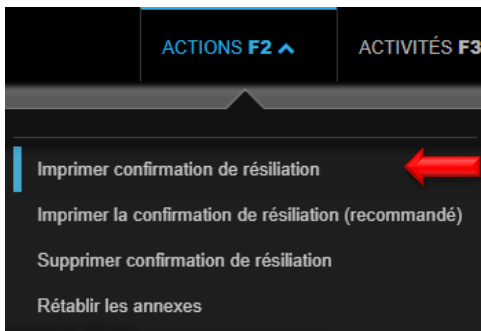 ACTIONS F2 ACTIVITÉS F3
Imprimer confirmation de résiliation
Imprimer la confirmation de résiliation (recommandé)
Supprimer confirmation de résiliation
Rétablir les annexes